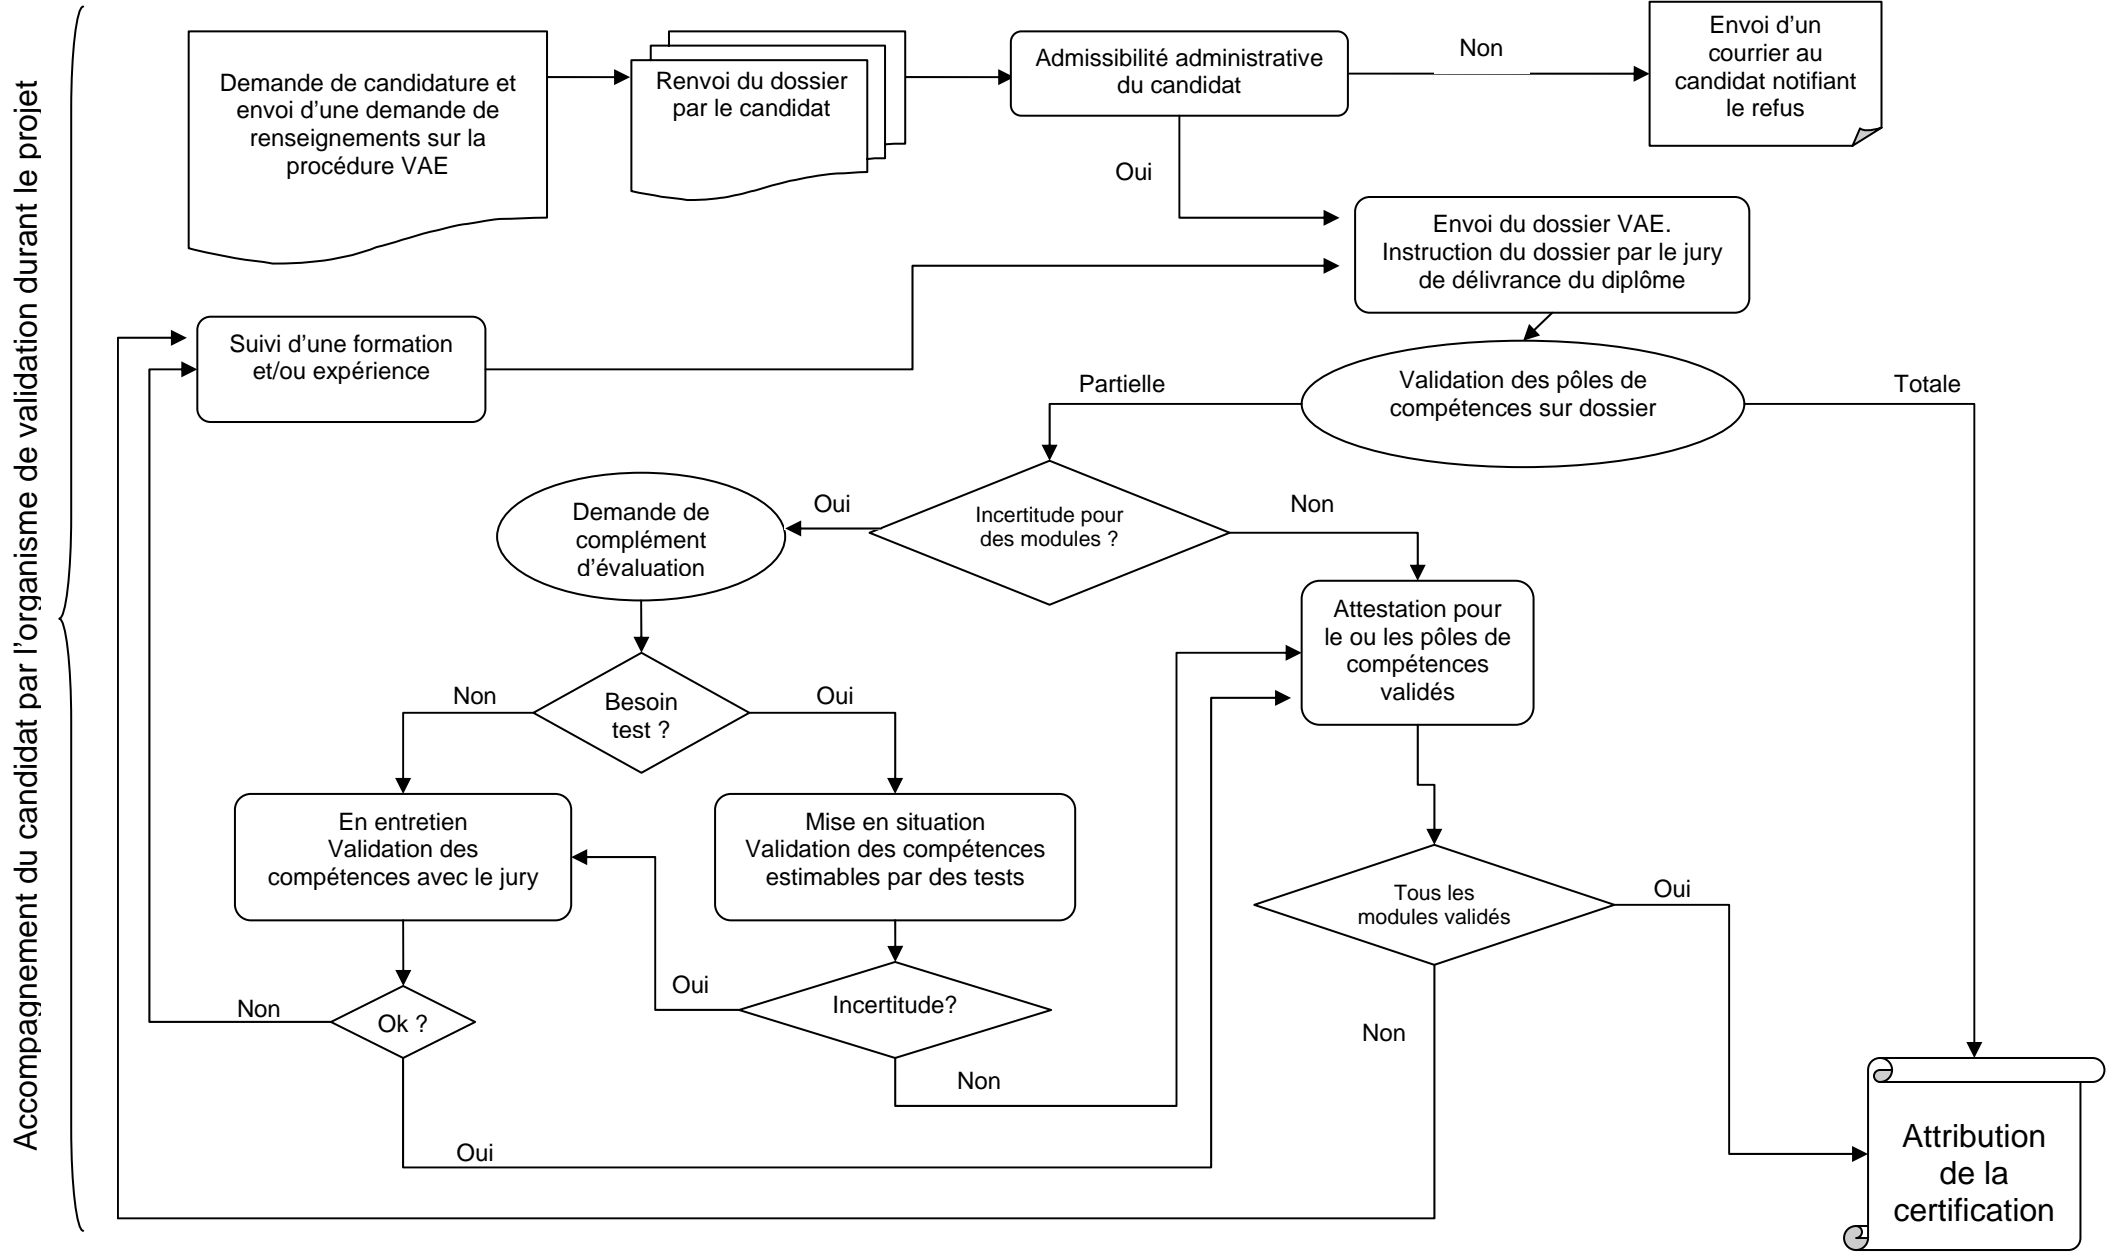 Accompagnement du candidat par l'organisme de validation durant le projet
Demande de candidature et
envoi d'une demande de
renseignements sur la
procédure VAE
Renvoi du dossier
par le candidat
Admissibilité administrative
du candidat
Non
Envoi d'un
courrier au
candidat notifiant
le refus
Oui
Envoi du dossier VAE.
Instruction du dossier par le jury
de délivrance du diplôme
Suivi d'une formation
et/ou expérience
Partielle
Validation des pôles de
compétences sur dossier
Totale
Demande de
complément
d'évaluation
Oui
Incertitude pour
des modules ?
Non
Attestation pour
le ou les pôles de
compétences
validés
Non
Besoin
test ?
Oui
En entretien
Validation des
compétences avec le jury
Mise en situation
Validation des compétences
estimables par des tests
Tous les
modules validés
Oui
Non
Ok ?
Oui
Incertitude?
Non
Non
Oui
Attribution
de la
certification